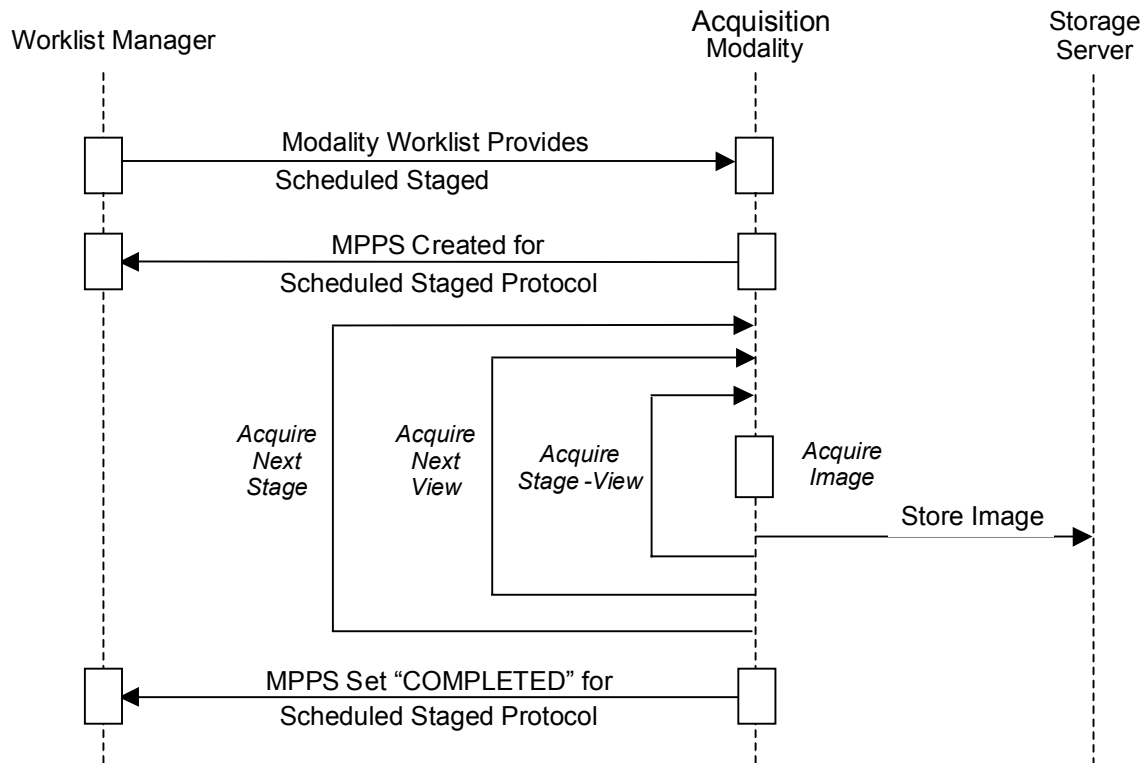 Worklist Manager
Acquisition
Modality
Storage
Server
Modality Worklist Provides
Scheduled Staged
MPPS Created for
Scheduled Staged Protocol
Acquire
Next
Stage
Acquire
Next
View
Acquire
Stage -View
Acquire
Image
Store Image
MPPS Set “COMPLETED” for
Scheduled Staged Protocol